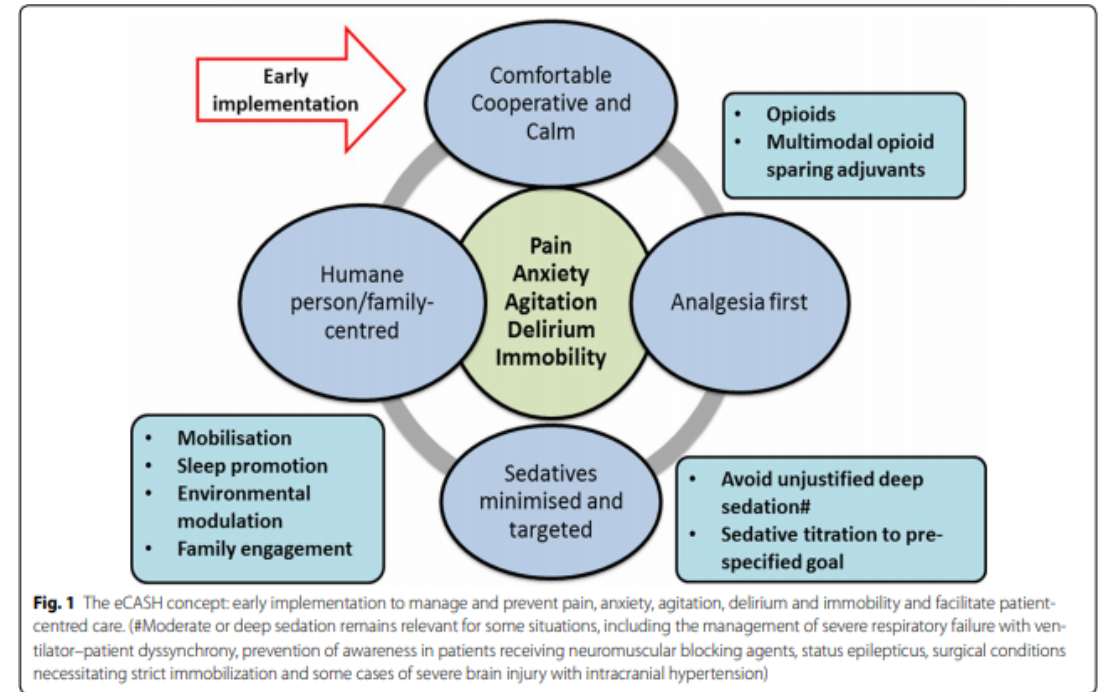 Early
implementation
Comfortable
Cooperative and
Calm
• Opioids
• Multimodal opioid
sparing adjuvants
Humane
person/family-
centred
Pain
Anxiety
Agitation
Delirium
Immobility
Analgesia first
• Mobilisation
• Sleep promotion
• Environmental
modulation
• Family engagement
Sedatives
minimised and
targeted
• Avoid unjustified deep
sedation#
• Sedative titration to pre-
specified goal
Fig. 1 The eCASH concept: early implementation to manage and prevent pain, anxiety, agitation, delirium and immobility and facilitate patient-
centred care. (#Moderate or deep sedation remains relevant for some situations, including the management of severe respiratory failure with ven-
tilator–patient dyssynchrony, prevention of awareness in patients receiving neuromuscular blocking agents, status epilepticus, surgical conditions
necessitating strict immobilization and some cases of severe brain injury with intracranial hypertension)